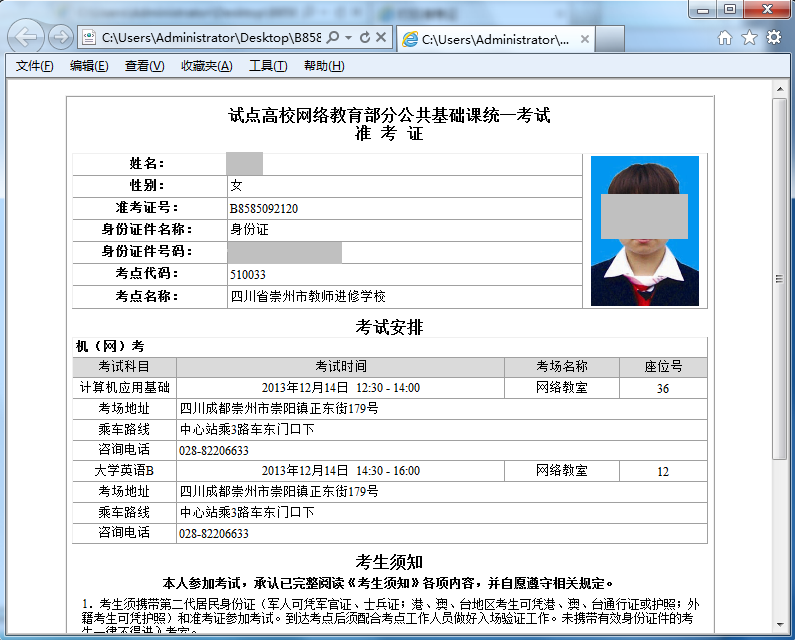 C:\Users\Administrator\Desktop\B858
C:\Users\Administrator\...
文件(F) 编辑(E) 查看(V) 收藏夹(A) 工具(T) 帮助(H)
试点高校网络教育部分公共基础课统一考试
准 考 证
姓名：
性别： 女
准考证号： B8585092120
身份证件名称： 身份证
身份证件号码：
考点代码： 510033
考点名称： 四川省崇州市教师进修学校
考试安排
机（网）考
考试科目 考试时间 考场名称 座位号
计算机应用基础 2013年12月14日 12:30 - 14:00 网络教室 36
考场地址 四川成都崇州市崇阳镇正东街179号
乘车路线 中心站乘3路车东门口下
咨询电话 028-82206633
大学英语B 2013年12月14日 14:30 - 16:00 网络教室 12
考场地址 四川成都崇州市崇阳镇正东街179号
乘车路线 中心站乘3路车东门口下
咨询电话 028-82206633
考生须知
本人参加考试，承认已完整阅读《考生须知》各项内容，并自愿遵守相关规定。
1．考生须携带第二代居民身份证（军人可凭军官证、士兵证；港、澳、台地区考生可凭港、澳、台通行证或护照；外
籍考生可凭护照）和准考证参加考试。到达考点后须配合考点工作人员做好入场验证工作。未携带有效身份证件的考
生一律不得进入考室。